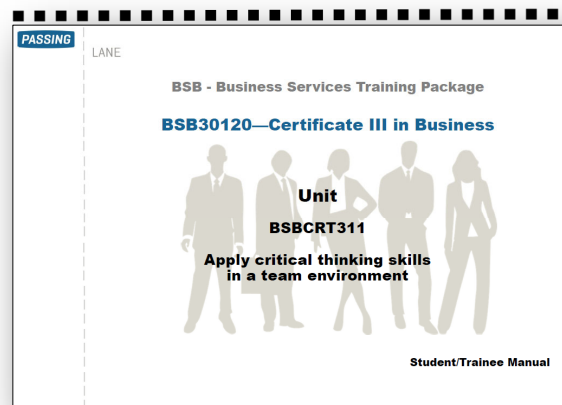 PASSING
LANE
BSB - Business Services Training Package
BSB30120—Certificate III in Business
Unit
BSBCRT311
Apply critical thinking skills
in a team environment
Student/Trainee Manual